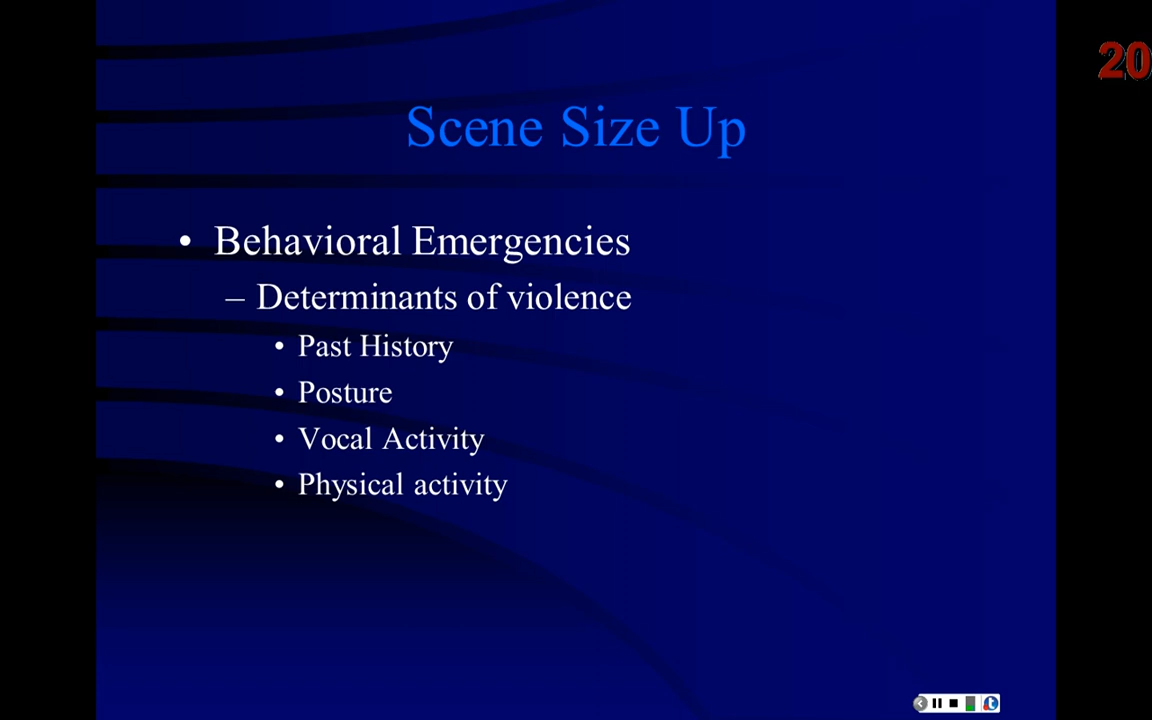 20
Scene Size Up
• Behavioral Emergencies
– Determinants of violence
• Past History
• Posture
• Vocal Activity
• Physical activity